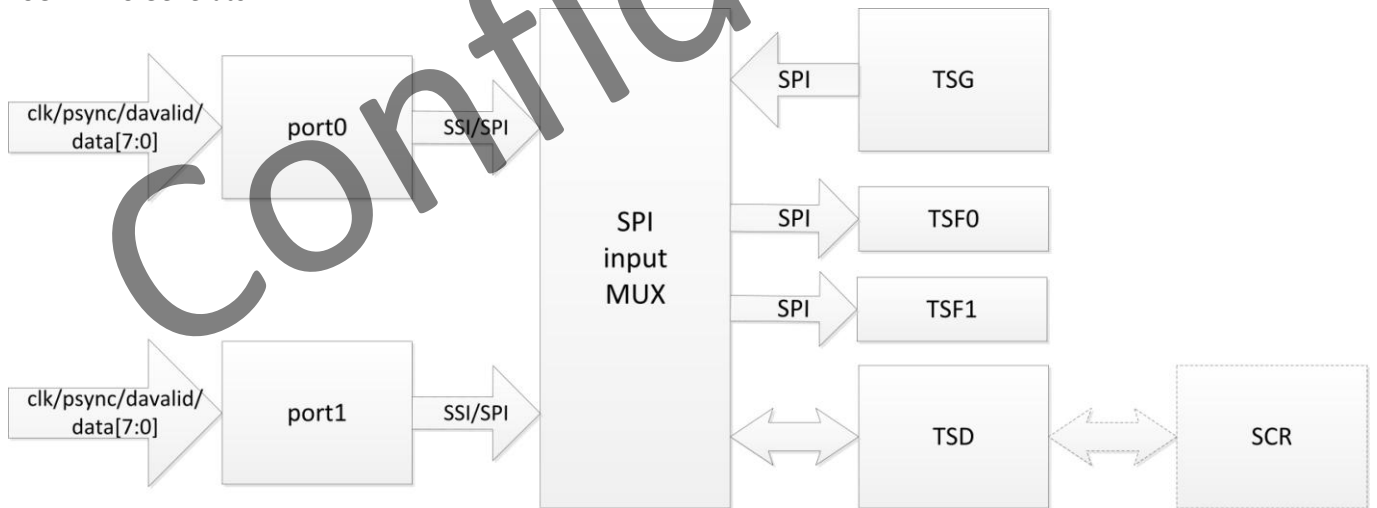 clk/psync/davalid/
data[7:0]
port0
SSI/SPI
SPI
input
MUX
SPI
TSG
SPI
TSF0
SPI
TSF1
clk/psync/davalid/
data[7:0]
port1
SSI/SPI
TSD
SCR